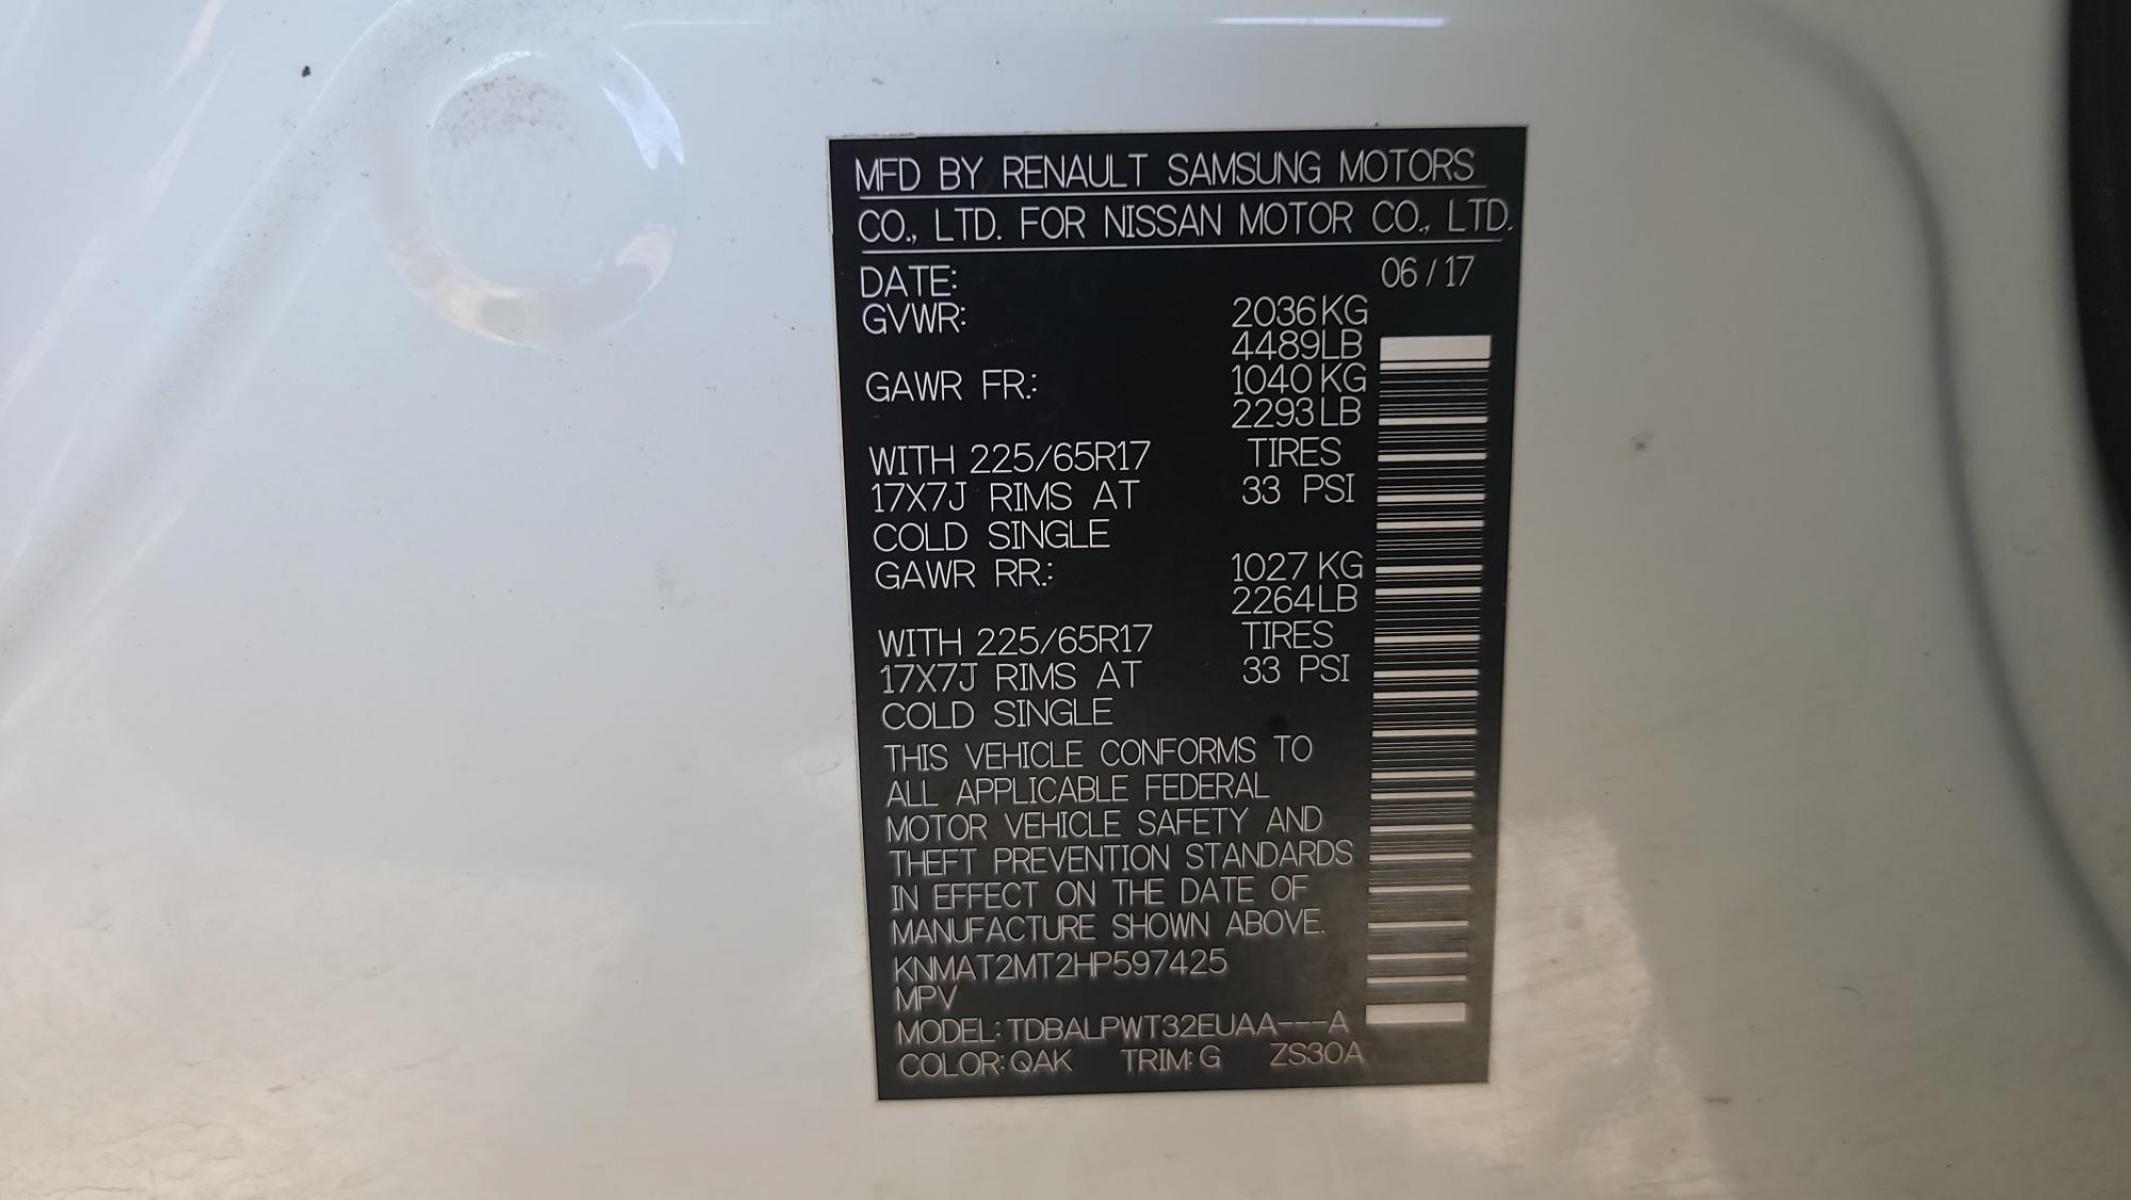 MFD BY RENAULT SAMSUNG MOTORS
CO., LTD. FOR NISSAN MOTOR CO., LTD.
DATE: 06 / 17
GVWR: 2036 KG
4489 LB
GAWR FR.: 1040 KG
2293 LB
WITH 225/65R17 TIRES
17X7J RIMS AT 33 PSI
COLD SINGLE
GAWR RR.: 1027 KG
2264 LB
WITH 225/65R17 TIRES
17X7J RIMS AT 33 PSI
COLD SINGLE
THIS VEHICLE CONFORMS TO
ALL APPLICABLE FEDERAL
MOTOR VEHICLE SAFETY AND
THEFT PREVENTION STANDARDS
IN EFFECT ON THE DATE OF
MANUFACTURE SHOWN ABOVE.
KNMAT2MT2HP597425
MPV
MODEL: TDBALPWT32EUAA---A
COLOR: QAK TRIM: G ZS30A